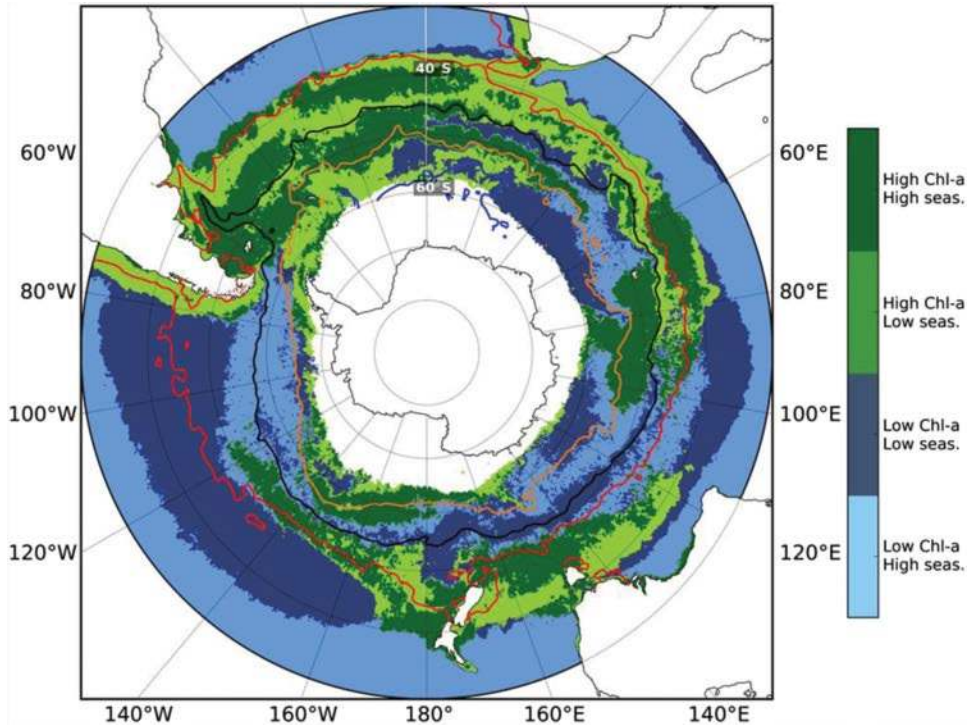 40°S
60°S
60°W
80°W
100°W
120°W
140°W
160°W
180°W
160°E
140°E
120°E
100°E
80°E
60°E
High Chl-a
High seas.
High Chl-a
Low seas.
Low Chl-a
Low seas.
Low Chl-a
High seas.